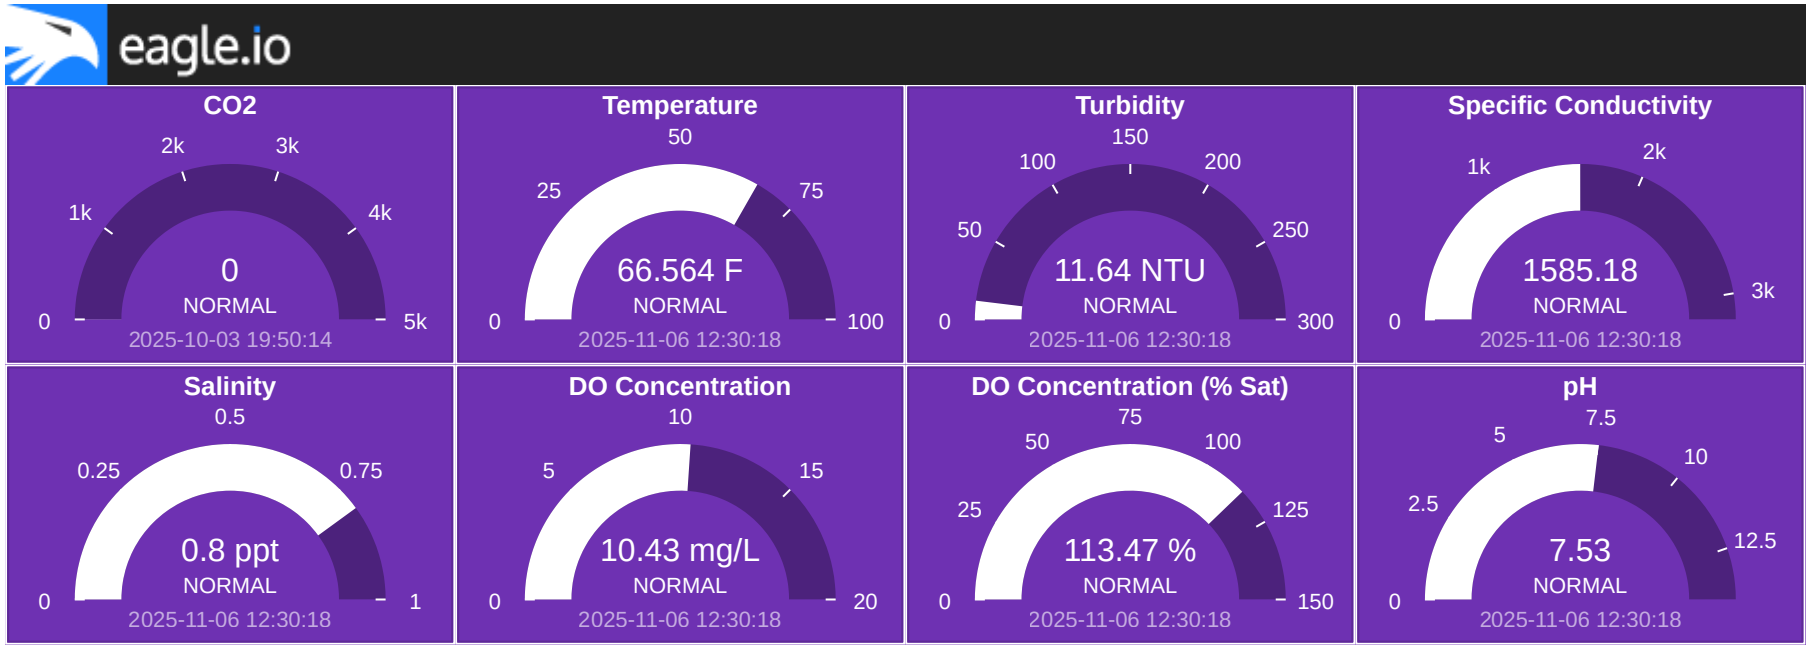 eagle.io
CO2
0
1k
2k
3k
4k
5k
0
NORMAL
2025-10-03 19:50:14
Temperature
0
25
50
75
100
66.564 F
NORMAL
2025-11-06 12:30:18
Turbidity
0
50
100
150
200
250
300
11.64 NTU
NORMAL
2025-11-06 12:30:18
Specific Conductivity
0
1k
2k
3k
1585.18
NORMAL
2025-11-06 12:30:18
Salinity
0
0.25
0.5
0.75
1
0.8 ppt
NORMAL
2025-11-06 12:30:18
DO Concentration
0
5
10
15
20
10.43 mg/L
NORMAL
2025-11-06 12:30:18
DO Concentration (% Sat)
0
25
50
75
100
125
150
113.47 %
NORMAL
2025-11-06 12:30:18
pH
0
2.5
5
7.5
10
12.5
7.53
NORMAL
2025-11-06 12:30:18